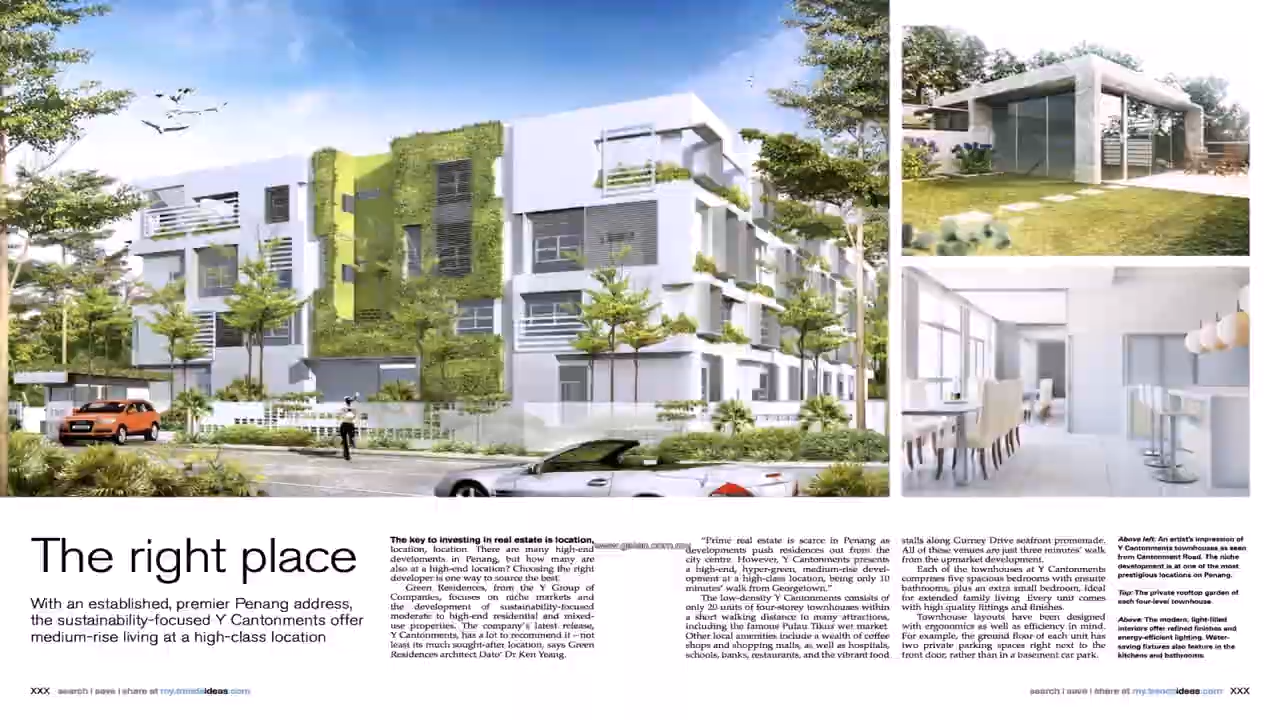 The right place
With an established, premier Penang address,
the sustainability-focused Y Cantonments offer
medium-rise living at a high-class location
The key to investing in real estate is location,
location, location. There are many high-end
develoments in Penang, but how many are
also at a high-end location? Choosing the right
developer is one way to source the best.
Green Residences, from the Y Group of
Companies, focuses on niche markets and
the development of sustainability-focused
moderate to high-end residential and mixed-
use properties. The company's latest release,
Y Cantonments, has a lot to recommend it – not
least its much sought-after location, says Green
Residences architect Dato' Dr Ken Yeang.
www.gaian.com.my
"Prime real estate is scarce in Penang as
developments push residences out from the
city centre. However, Y Cantonments presents
a high-end, hyper-green, medium-rise devel-
opment at a high-class location, being only 10
minutes' walk from Georgetown."
The low-density Y Cantonments consists of
only 20 units of four-storey townhouses within
a short walking distance to many attractions,
including the famous Pulau Tikus wet market.
Other local amenities include a wealth of coffee
shops and shopping malls, as well as hospitals,
schools, banks, restaurants, and the vibrant food
stalls along Gurney Drive seafront promenade.
All of these venues are just three minutes' walk
from the upmarket development.
Each of the townhouses at Y Cantonments
comprises five spacious bedrooms with ensuite
bathrooms, plus an extra small bedroom, ideal
for extended family living. Every unit comes
with high quality fittings and finishes.
Townhouse layouts have been designed
with ergonomics as well as efficiency in mind.
For example, the ground floor of each unit has
two private parking spaces right next to the
front door, rather than in a basement car park.
Above left: An artist's impression of
Y Cantonments townhouses as seen
from Cantonment Road. The niche
development is at one of the most
prestigious locations on Penang.
Top: The private rooftop garden of
each four-level townhouse.
Above: The modern, light-filled
interiors offer refined finishes and
energy-efficient lighting. Water-
saving fixtures also feature in the
kitchens and bathrooms.
XXX search | save | share at my.trendsideas.com
search | save | share at my.trendsideas.com XXX